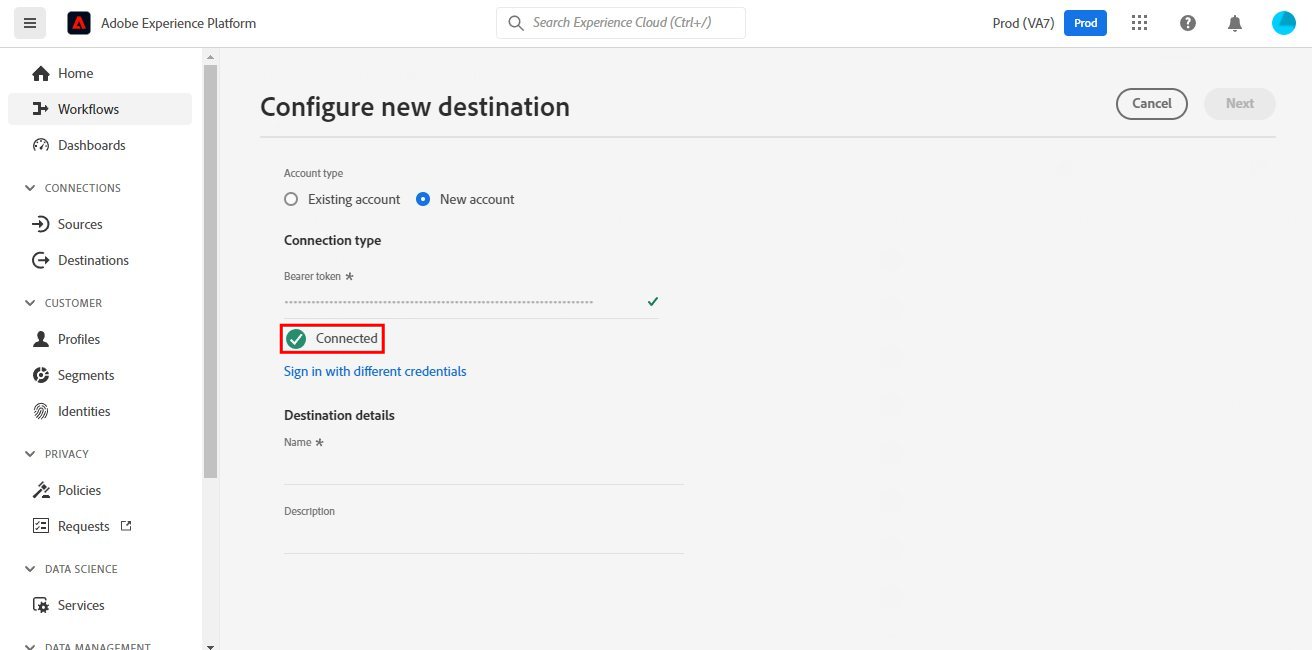 Adobe Experience Platform
Search Experience Cloud (Ctrl+/)
Prod (VA7)
Prod
Home
Workflows
Dashboards
CONNECTIONS
Sources
Destinations
CUSTOMER
Profiles
Segments
Identities
PRIVACY
Policies
Requests
DATA SCIENCE
Services
DATA MANAGEMENT
Configure new destination
Cancel
Next
Account type
Existing account
New account
Connection type
Bearer token *
Connected
Sign in with different credentials
Destination details
Name *
Description